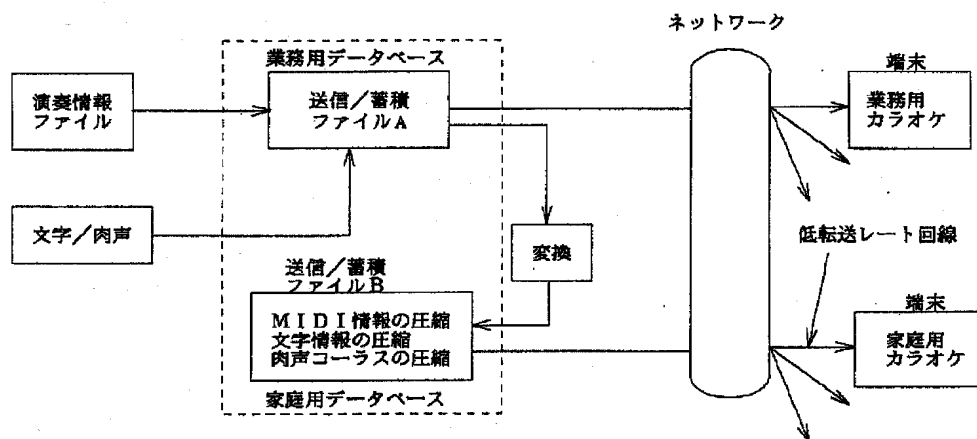 ネットワーク
業務用データベース
端末
演奏情報
ファイル
送信／蓄積
ファイルA
業務用
カラオケ
文字／肉声
変換
低転送レート回線
送信／蓄積
ファイルB
MIDI情報の圧縮
文字情報の圧縮
肉声コーラスの圧縮
端末
家庭用
カラオケ
家庭用データベース